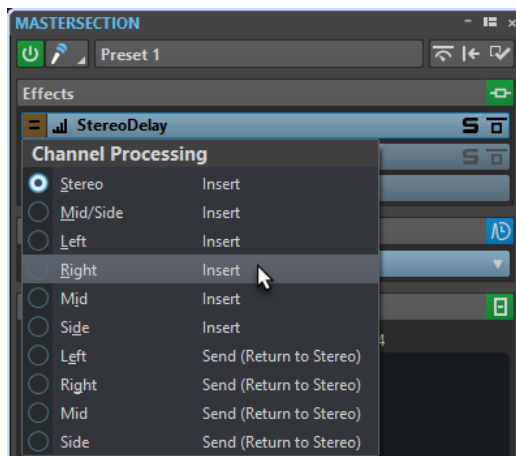 MASTERSECTION
Preset 1
Effects
StereoDelay S
Channel Processing S
Stereo Insert
Mid/Side Insert
Left Insert
Right Insert
Mid Insert
Side Insert
4
Left Send (Return to Stereo)
Right Send (Return to Stereo)
Mid Send (Return to Stereo)
Side Send (Return to Stereo)